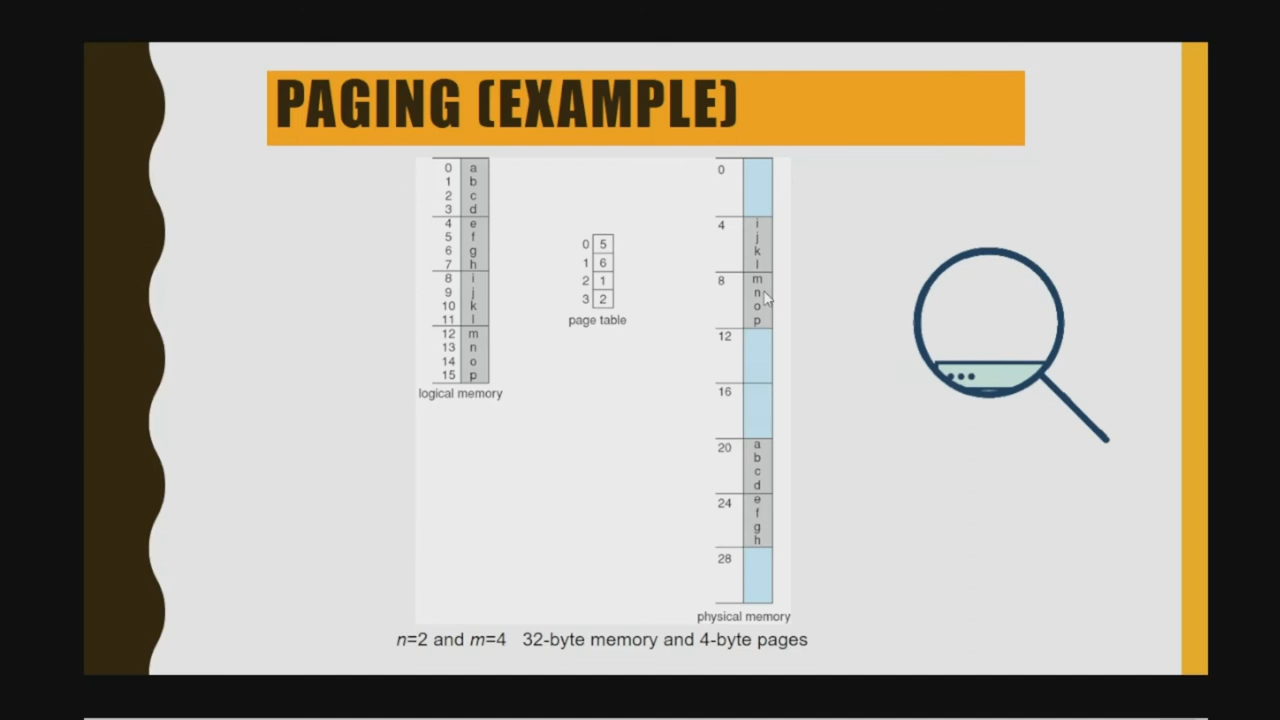 PAGING (EXAMPLE)
0 a
1 b
2 c
3 d
4 e
5 f
6 g
7 h
8 i
9 j
10 k
11 l
12 m
13 n
14 o
15 p
logical memory
0 5
1 6
2 1
3 2
page table
0
4 i
j
k
l
8 m
n
o
p
12
16
20 a
b
c
d
24 e
f
g
h
28
physical memory
n=2 and m=4 32-byte memory and 4-byte pages